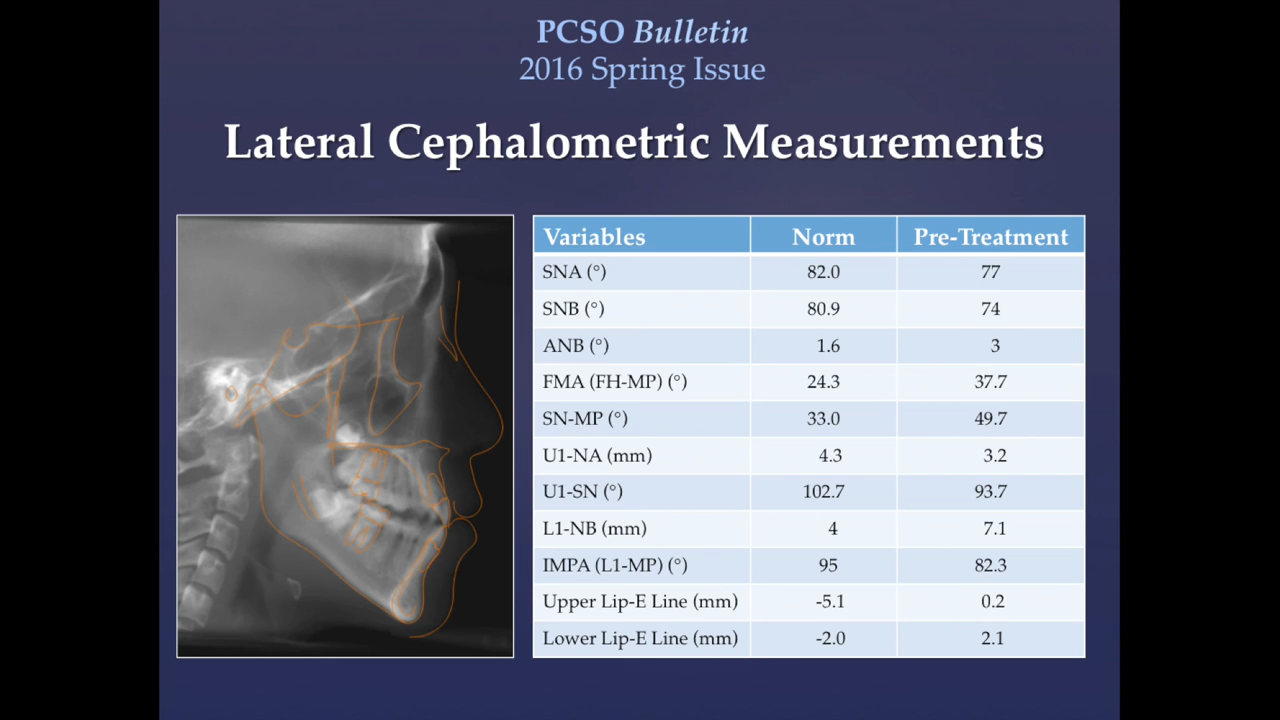 PCSO Bulletin
2016 Spring Issue
Lateral Cephalometric Measurements
Variables Norm Pre-Treatment
SNA (°) 82.0 77
SNB (°) 80.9 74
ANB (°) 1.6 3
FMA (FH-MP) (°) 24.3 37.7
SN-MP (°) 33.0 49.7
U1-NA (mm) 4.3 3.2
U1-SN (°) 102.7 93.7
L1-NB (mm) 4 7.1
IMPA (L1-MP) (°) 95 82.3
Upper Lip-E Line (mm) -5.1 0.2
Lower Lip-E Line (mm) -2.0 2.1